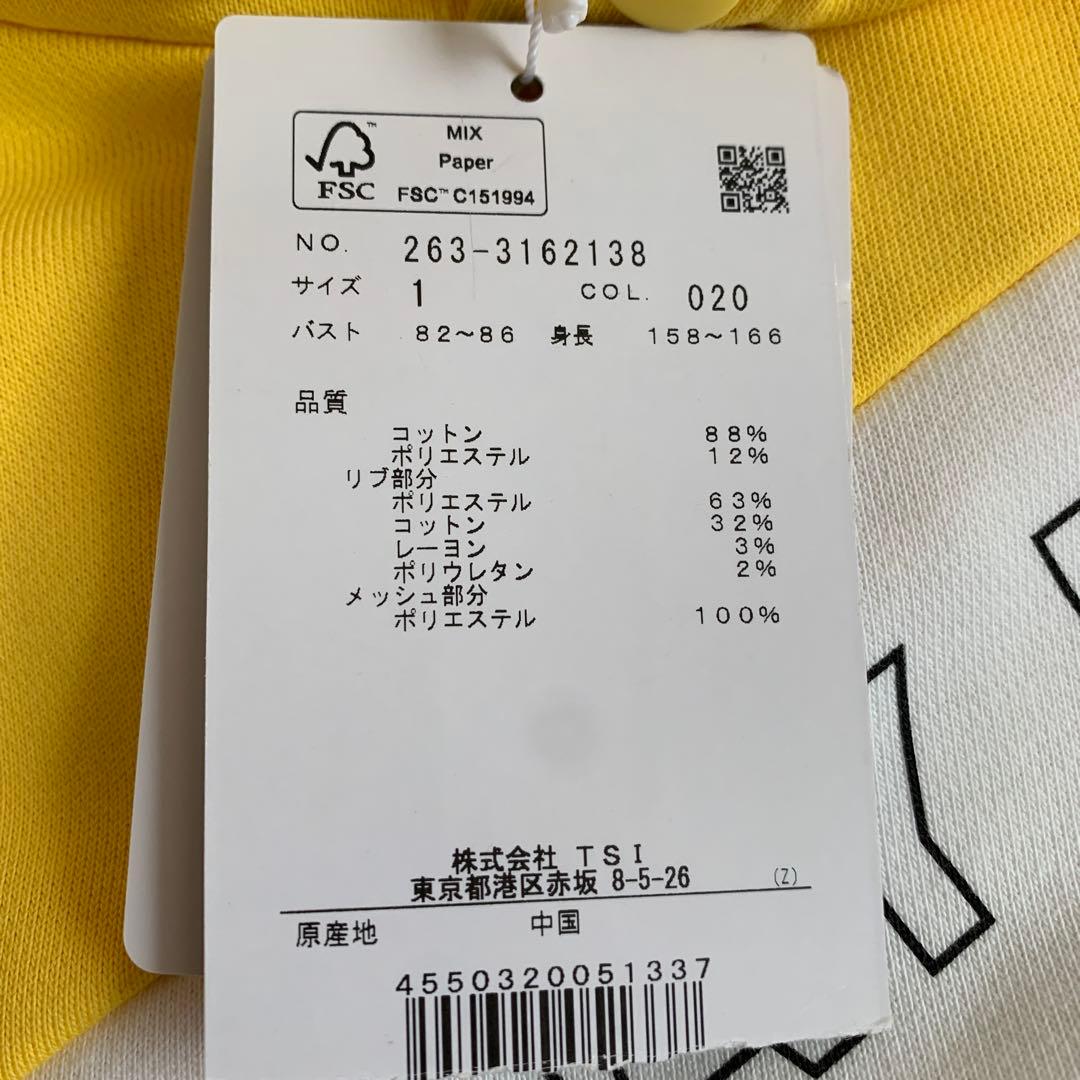 MIX
Paper
FSC™ FSC™ C151994
NO. 263-3162138
サイズ 1 COL. 020
バスト 82～86 身長 158～166
品質
コットン 88%
ポリエステル 12%
リブ部分
ポリエステル 63%
コットン 32%
レーヨン 3%
ポリウレタン 2%
メッシュ部分
ポリエステル 100%
株式会社 TSI
東京都港区赤坂 8-5-26 (Z)
原産地 中国
4550320051337